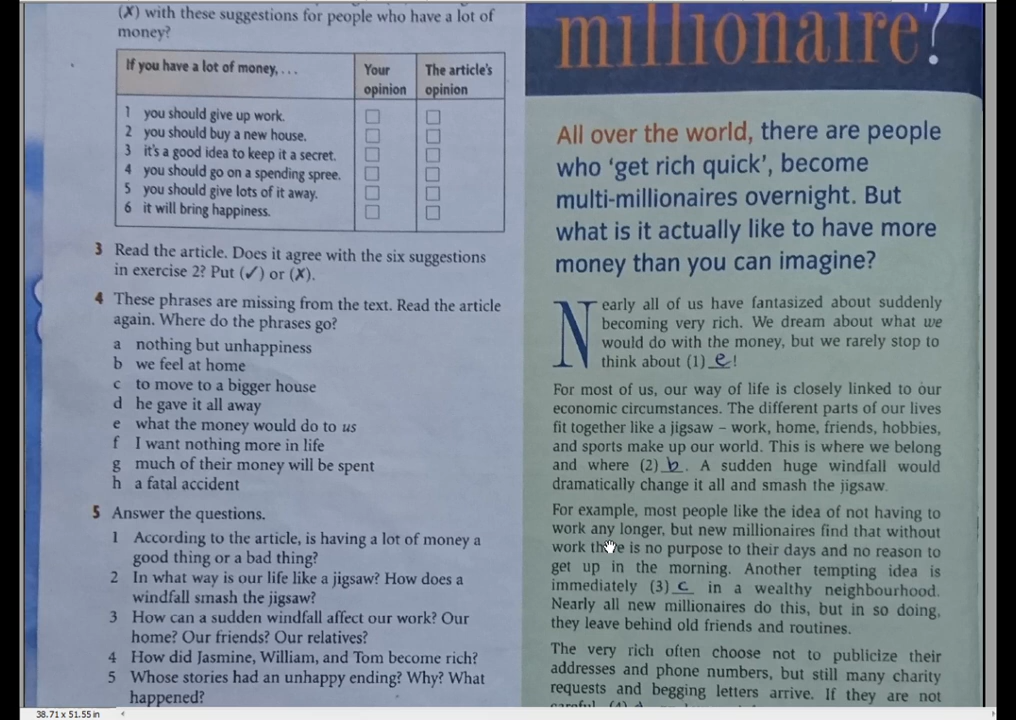 (✗) with these suggestions for people who have a lot of
money?
If you have a lot of money, . . .
Your
opinion
The article's
opinion
1 you should give up work.
2 you should buy a new house.
3 it's a good idea to keep it a secret.
4 you should go on a spending spree.
5 you should give lots of it away.
6 it will bring happiness.
3 Read the article. Does it agree with the six suggestions
in exercise 2? Put (✓) or (✗).
4 These phrases are missing from the text. Read the article
again. Where do the phrases go?
a nothing but unhappiness
b we feel at home
c to move to a bigger house
d he gave it all away
e what the money would do to us
f I want nothing more in life
g much of their money will be spent
h a fatal accident
5 Answer the questions.
1 According to the article, is having a lot of money a
good thing or a bad thing?
2 In what way is our life like a jigsaw? How does a
windfall smash the jigsaw?
3 How can a sudden windfall affect our work? Our
home? Our friends? Our relatives?
4 How did Jasmine, William, and Tom become rich?
5 Whose stories had an unhappy ending? Why? What
happened?
millionaire?
All over the world, there are people
who ‘get rich quick’, become
multi-millionaires overnight. But
what is it actually like to have more
money than you can imagine?
Nearly all of us have fantasized about suddenly
becoming very rich. We dream about what we
would do with the money, but we rarely stop to
think about (1) e !
For most of us, our way of life is closely linked to our
economic circumstances. The different parts of our lives
fit together like a jigsaw – work, home, friends, hobbies,
and sports make up our world. This is where we belong
and where (2) b . A sudden huge windfall would
dramatically change it all and smash the jigsaw.
For example, most people like the idea of not having to
work any longer, but new millionaires find that without
work there is no purpose to their days and no reason to
get up in the morning. Another tempting idea is
immediately (3) c in a wealthy neighbourhood.
Nearly all new millionaires do this, but in so doing,
they leave behind old friends and routines.
The very rich often choose not to publicize their
addresses and phone numbers, but still many charity
requests and begging letters arrive. If they are not
careful, (4)
38.71 x 51.55 in